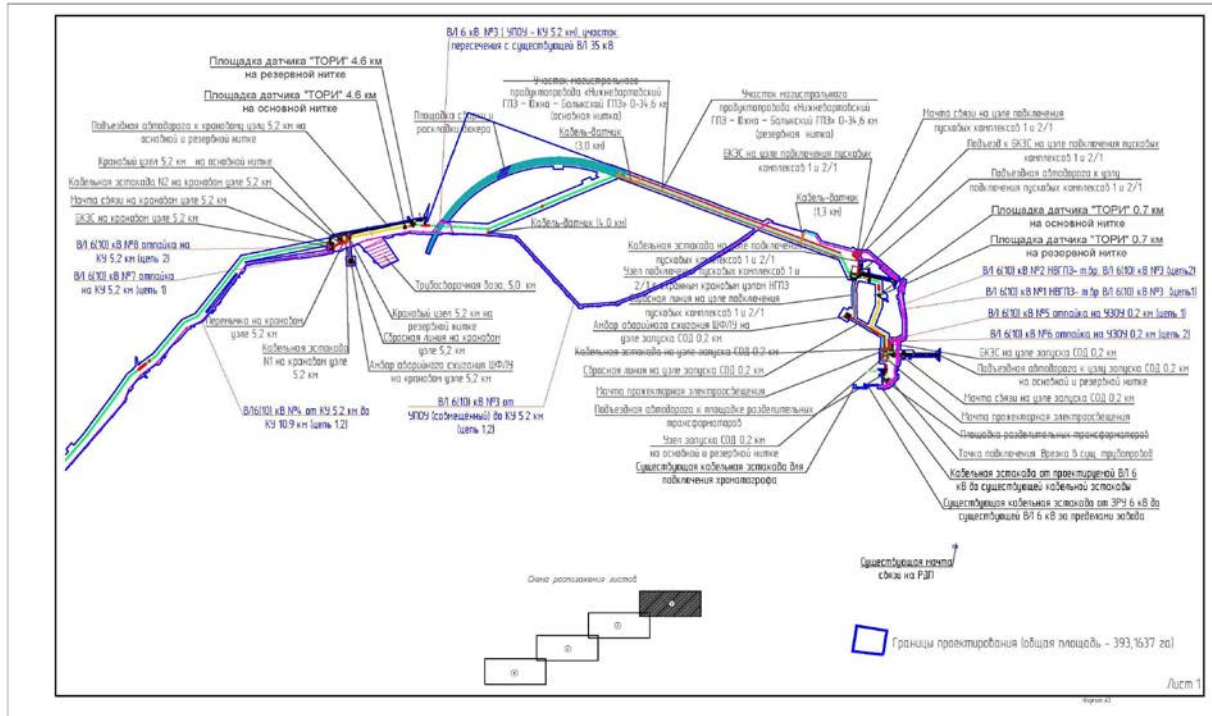 ВЛ 6 кВ №3 ( УПОУ - КУ 5,2 км), участок
пересечения с существующей ВЛ 35 кВ.
Площадка датчика "ТОРИ" 4.6 км
на резервной нитке
Площадка датчика "ТОРИ" 4.6 км
на основной нитке
Подъездная автодорога к крановому узлу 5,2 км на
основной и резервной нитке
Крановый узел 5,2 км на основной нитке
Кабельная эстакада N2 на крановом узле 5,2 км
Мачта связи на крановом узле 5,2 км
БКЭС на крановом узле 5,2 км
ВЛ 6(10) кВ №8 отпайка на
КУ 5,2 км (цепь 2)
ВЛ 6(10) кВ №7 отпайка
на КУ 5,2 км (цепь 1)
Перемычка на крановом
узле 5,2 км
Кабельная эстакада
N1 на крановом узле
5,2 км
ВЛ6(10) кВ №4 от КУ 5,2 км до
КУ 10,9 км (цепь 1,2)
Площадка сборки и
раскладки дюкера
Участок магистрального
продуктопровода «Нижневартовский
ГПЗ - Южно - Балыкский ГПЗ» 0-34,6 км
(основная нитка)
Кабель-датчик
(3,0 км)
Участок магистрального
продуктопровода «Нижневартовский
ГПЗ - Южно - Балыкский ГПЗ» 0-34,6 км
(резервная нитка)
БКЭС на узле подключения пусковых
комплексов 1 и 2/1
Кабель-датчик (4,0 км)
Кабель-датчик
(1,3 км)
Трубосварочная база, 5,0 км
Крановый узел 5,2 км на
резервной нитке
Сбросная линия на крановом
узле 5,2 км
Амбар аварийного сжигания ШФЛУ
на крановом узле 5,2 км
ВЛ 6(10) кВ №3 от
УПОУ (совмещенный) до КУ 5,2 км
(цепь 1,2)
Мачта связи на узле подключения
пусковых комплексов 1 и 2/1
Подъезд к БКЭС на узле подключения пусковых
комплексов 1 и 2/1
Подъездная автодорога к узлу
подключения пусковых комплексов 1 и 2/1
Площадка датчика "ТОРИ" 0.7 км
на основной нитке
Площадка датчика "ТОРИ" 0.7 км
на резервной нитке
ВЛ 6(10) кВ №2 НВГПЗ- т.вр. ВЛ 6(10) кВ №3 (цепь2)
ВЛ 6(10) кВ №1 НВГПЗ- т.вр ВЛ 6(10) кВ №3 (цепь1)
ВЛ 6(10) кВ №5 отпайка на УЗОУ 0.2 км (цепь 1)
ВЛ 6(10) кВ №6 отпайка на УЗОУ 0.2 км (цепь 2)
БКЭС на узле запуска СОД 0,2 км
Подъездная автодорога к узлу запуска СОД 0,2 км
на основной и резервной нитке
Мачта связи на узле запуска СОД 0,2 км
Мачта прожекторная электроосвещения
Площадка разделительных трансформаторов
Точка подключения. Врезка в сущ. трубопровод
Кабельная эстакада от проектируемой ВЛ 6
кВ до существующей кабельной эстакады
Существующая кабельная эстакада от ЗРУ 6 кВ до
существующей ВЛ 6 кВ за пределами завода
Кабельная эстакада на узле подключения
пусковых комплексов 1 и 2/1
Узел подключения пусковых комплексов 1 и
2/1 с охранным крановым узлом НГПЗ
Сбросная линия на узле подключения
пусковых комплексов 1 и 2/1
Амбар аварийного сжигания ШФЛУ на
узле запуска СОД 0,2 км
Кабельная эстакада на узле запуска СОД 0,2 км
Сбросная линия на узле запуска СОД 0,2 км
Мачта прожекторная электроосвещения
Подъездная автодорога к площадке разделительных
трансформаторов
Узел запуска СОД 0,2 км
на основной и резервной нитке
Существующая кабельная эстакада для
подключения хроматографа
Существующая мачта
связи на РДП
Схема расположения листов
Границы проектирования (общая площадь - 393,1637 га)
Лист 1
Формат А3